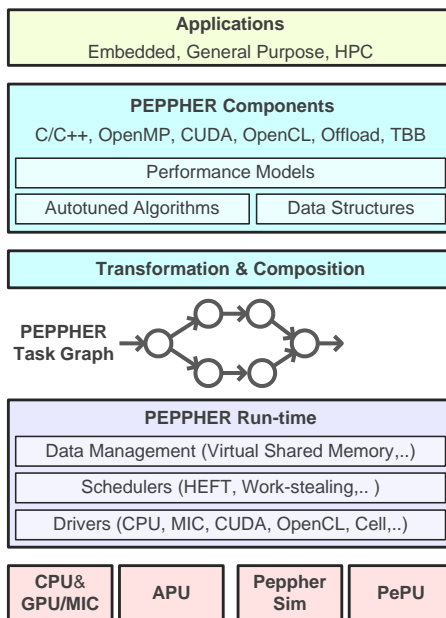 Applications
Embedded, General Purpose, HPC
PEPPHER Components
C/C++, OpenMP, CUDA, OpenCL, Offload, TBB
Performance Models
Autotuned Algorithms
Data Structures
Transformation & Composition
PEPPHER
Task Graph
PEPPHER Run-time
Data Management (Virtual Shared Memory,..)
Schedulers (HEFT, Work-stealing,.. )
Drivers (CPU, MIC, CUDA, OpenCL, Cell,..)
CPU&
GPU/MIC
APU
Peppher
Sim
PePU